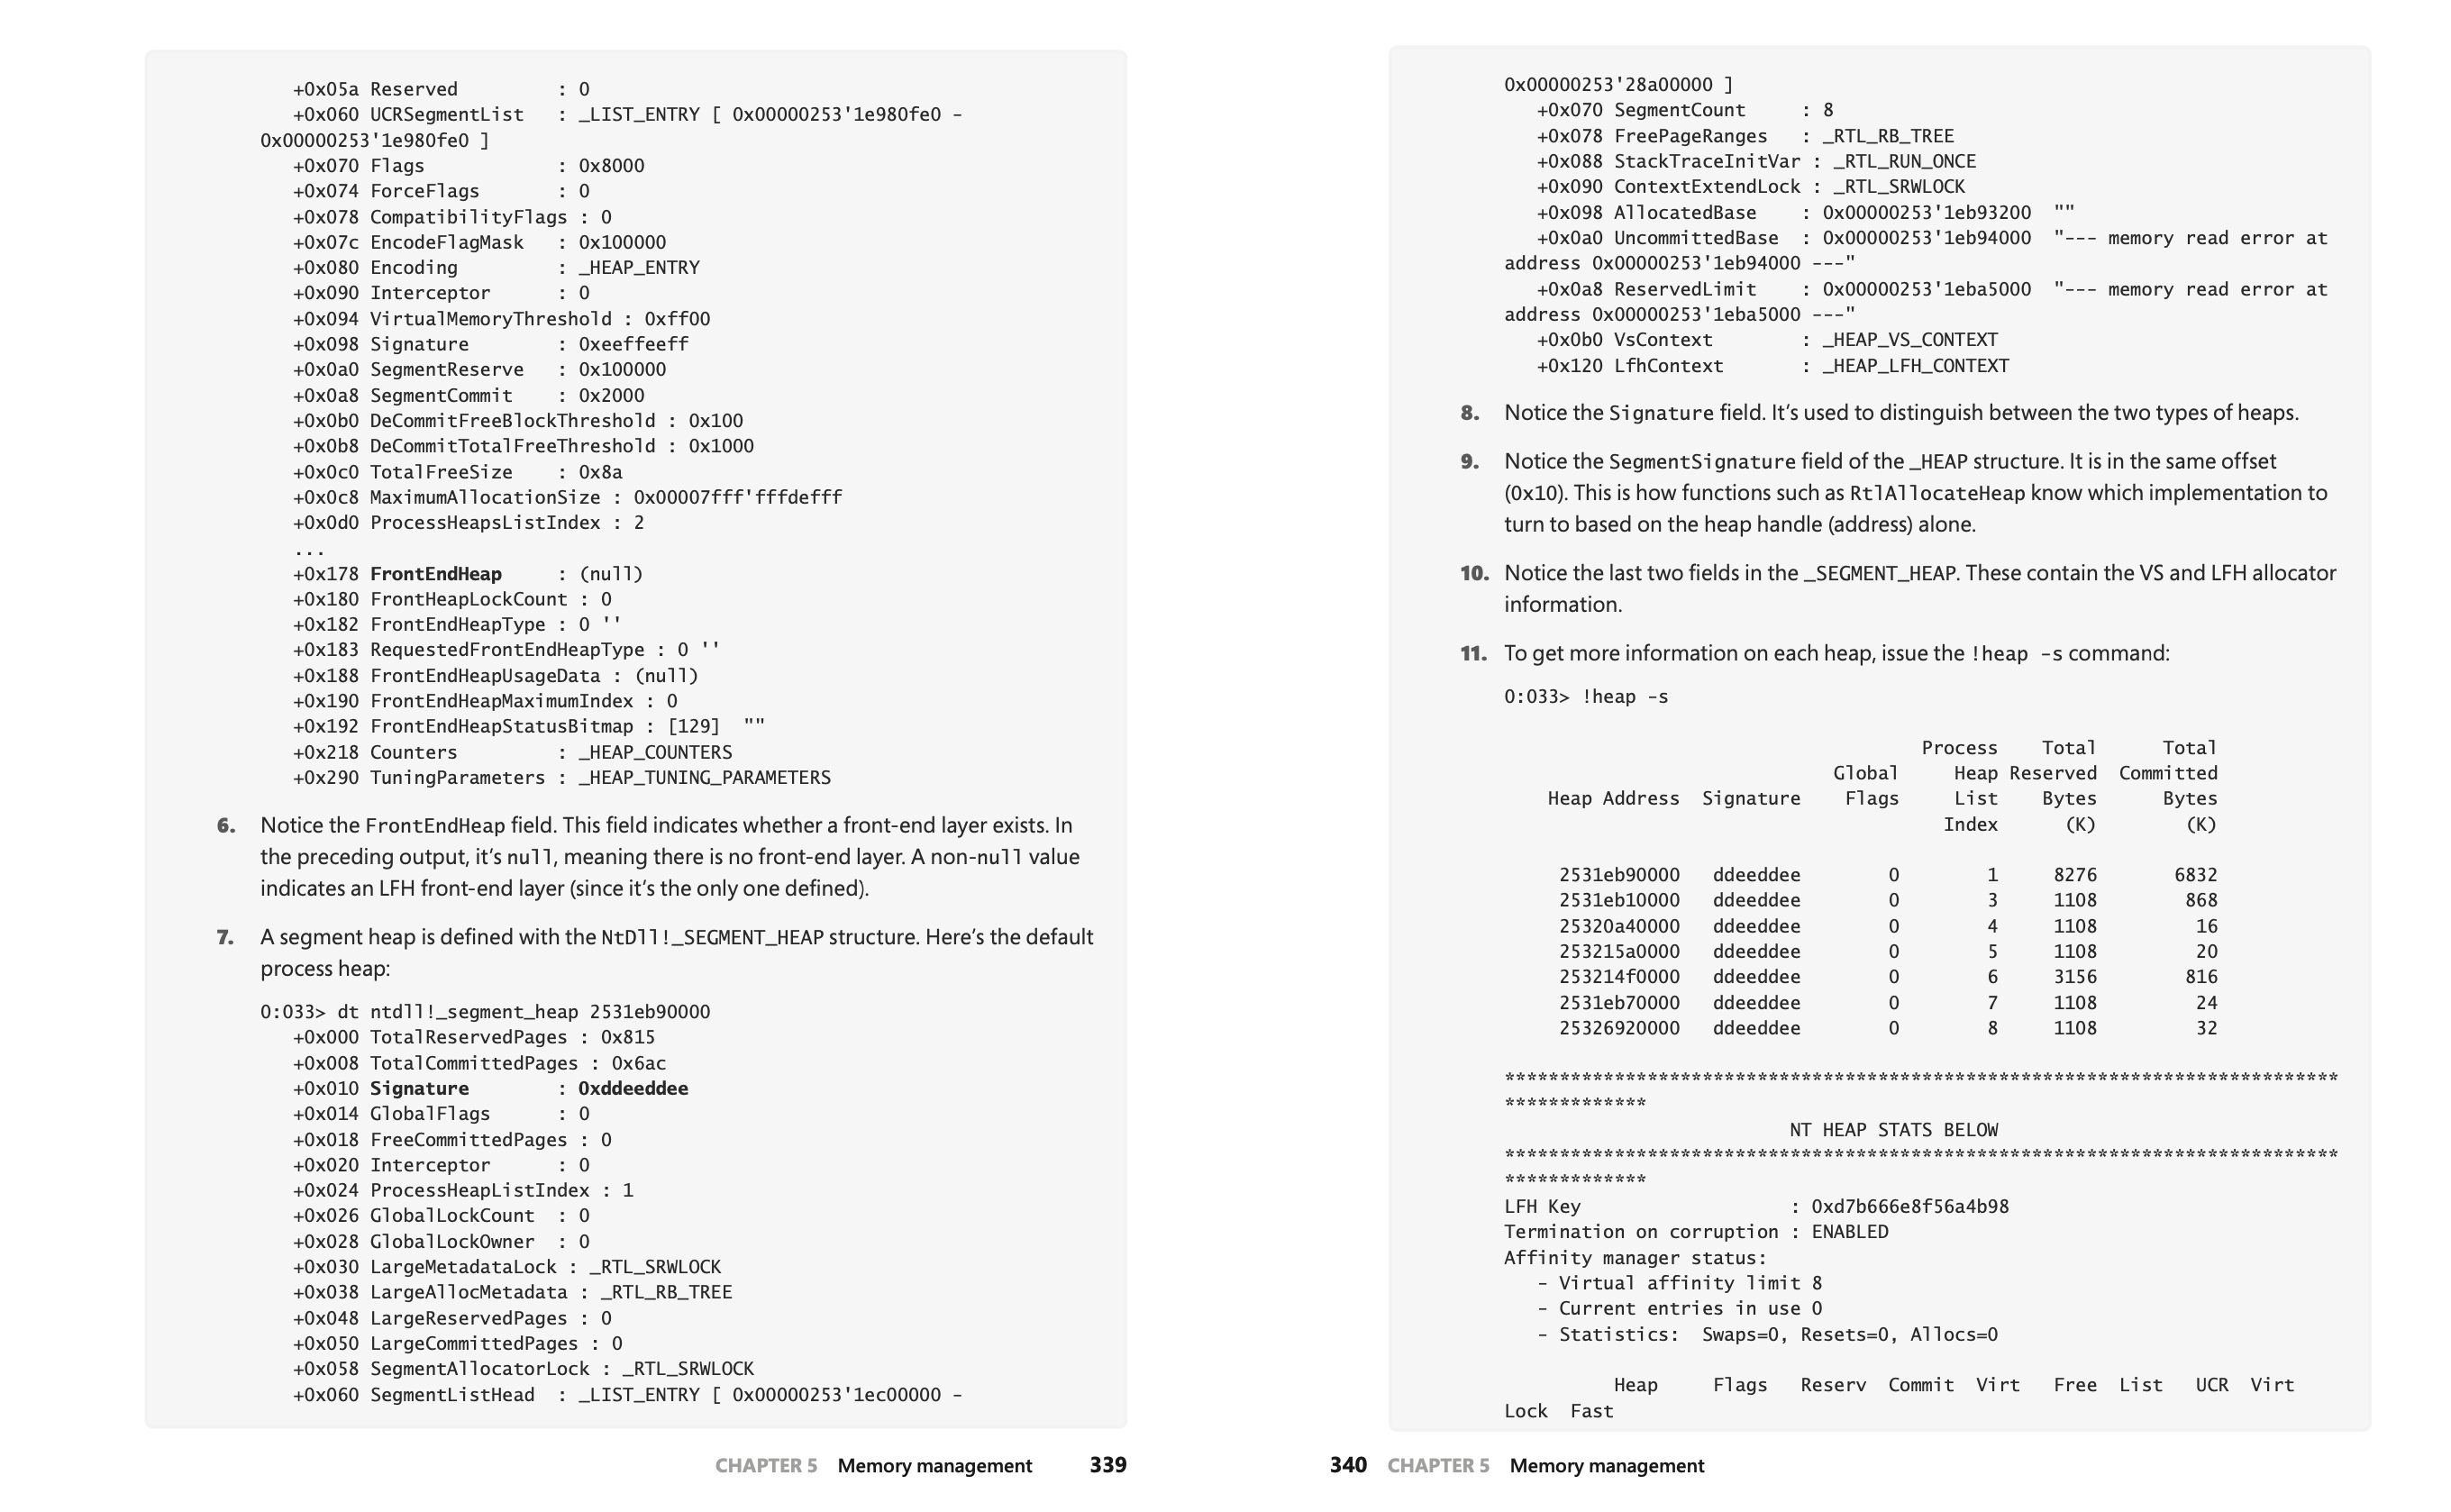 +0x05a Reserved         : 0
+0x060 UCRSegmentList   : _LIST_ENTRY [ 0x00000253'1e980fe0 -
0x00000253'1e980fe0 ]
+0x070 Flags            : 0x8000
+0x074 ForceFlags       : 0
+0x078 CompatibilityFlags : 0
+0x07c EncodeFlagMask   : 0x100000
+0x080 Encoding         : _HEAP_ENTRY
+0x090 Interceptor      : 0
+0x094 VirtualMemoryThreshold : 0xff00
+0x098 Signature        : 0xeeffeeff
+0x0a0 SegmentReserve   : 0x100000
+0x0a8 SegmentCommit    : 0x2000
+0x0b0 DeCommitFreeBlockThreshold : 0x100
+0x0b8 DeCommitTotalFreeThreshold : 0x1000
+0x0c0 TotalFreeSize    : 0x8a
+0x0c8 MaximumAllocationSize : 0x00007fff'fffdefff
+0x0d0 ProcessHeapsListIndex : 2
...
+0x178 FrontEndHeap     : (null)
+0x180 FrontHeapLockCount : 0
+0x182 FrontEndHeapType : 0 ''
+0x183 RequestedFrontEndHeapType : 0 ''
+0x188 FrontEndHeapUsageData : (null)
+0x190 FrontEndHeapMaximumIndex : 0
+0x192 FrontEndHeapStatusBitmap : [129]  ""
+0x218 Counters         : _HEAP_COUNTERS
+0x290 TuningParameters : _HEAP_TUNING_PARAMETERS
6. Notice the FrontEndHeap field. This field indicates whether a front-end layer exists. In
the preceding output, it's null, meaning there is no front-end layer. A non-null value
indicates an LFH front-end layer (since it's the only one defined).
7. A segment heap is defined with the NtDll!_SEGMENT_HEAP structure. Here's the default
process heap:
0:033> dt ntdll!_segment_heap 2531eb90000
+0x000 TotalReservedPages : 0x815
+0x008 TotalCommittedPages : 0x6ac
+0x010 Signature        : 0xddeeddee
+0x014 GlobalFlags      : 0
+0x018 FreeCommittedPages : 0
+0x020 Interceptor      : 0
+0x024 ProcessHeapListIndex : 1
+0x026 GlobalLockCount  : 0
+0x028 GlobalLockOwner  : 0
+0x030 LargeMetadataLock : _RTL_SRWLOCK
+0x038 LargeAllocMetadata : _RTL_RB_TREE
+0x048 LargeReservedPages : 0
+0x050 LargeCommittedPages : 0
+0x058 SegmentAllocatorLock : _RTL_SRWLOCK
+0x060 SegmentListHead  : _LIST_ENTRY [ 0x00000253'1ec00000 -
CHAPTER 5 Memory management 339
0x00000253'28a00000 ]
+0x070 SegmentCount     : 8
+0x078 FreePageRanges   : _RTL_RB_TREE
+0x088 StackTraceInitVar : _RTL_RUN_ONCE
+0x090 ContextExtendLock : _RTL_SRWLOCK
+0x098 AllocatedBase    : 0x00000253'1eb93200  ""
+0x0a0 UncommittedBase  : 0x00000253'1eb94000  "--- memory read error at
address 0x00000253'1eb94000 ---"
+0x0a8 ReservedLimit    : 0x00000253'1eba5000  "--- memory read error at
address 0x00000253'1eba5000 ---"
+0x0b0 VsContext        : _HEAP_VS_CONTEXT
+0x120 LfhContext       : _HEAP_LFH_CONTEXT
8. Notice the Signature field. It's used to distinguish between the two types of heaps.
9. Notice the SegmentSignature field of the _HEAP structure. It is in the same offset
(0x10). This is how functions such as RtlAllocateHeap know which implementation to
turn to based on the heap handle (address) alone.
10. Notice the last two fields in the _SEGMENT_HEAP. These contain the VS and LFH allocator
information.
11. To get more information on each heap, issue the !heap -s command:
0:033> !heap -s
Process    Total      Total
Global     Heap Reserved  Committed
Heap Address  Signature    Flags     List    Bytes      Bytes
Index      (K)        (K)
2531eb90000   ddeeddee        0        1     8276       6832
2531eb10000   ddeeddee        0        3     1108        868
25320a40000   ddeeddee        0        4     1108         16
253215a0000   ddeeddee        0        5     1108         20
253214f0000   ddeeddee        0        6     3156        816
2531eb70000   ddeeddee        0        7     1108         24
25326920000   ddeeddee        0        8     1108         32
****************************************************************************
*************
NT HEAP STATS BELOW
****************************************************************************
*************
LFH Key                   : 0xd7b666e8f56a4b98
Termination on corruption : ENABLED
Affinity manager status:
- Virtual affinity limit 8
- Current entries in use 0
- Statistics:  Swaps=0, Resets=0, Allocs=0
Heap     Flags   Reserv  Commit  Virt   Free  List   UCR  Virt
Lock  Fast
340 CHAPTER 5 Memory management